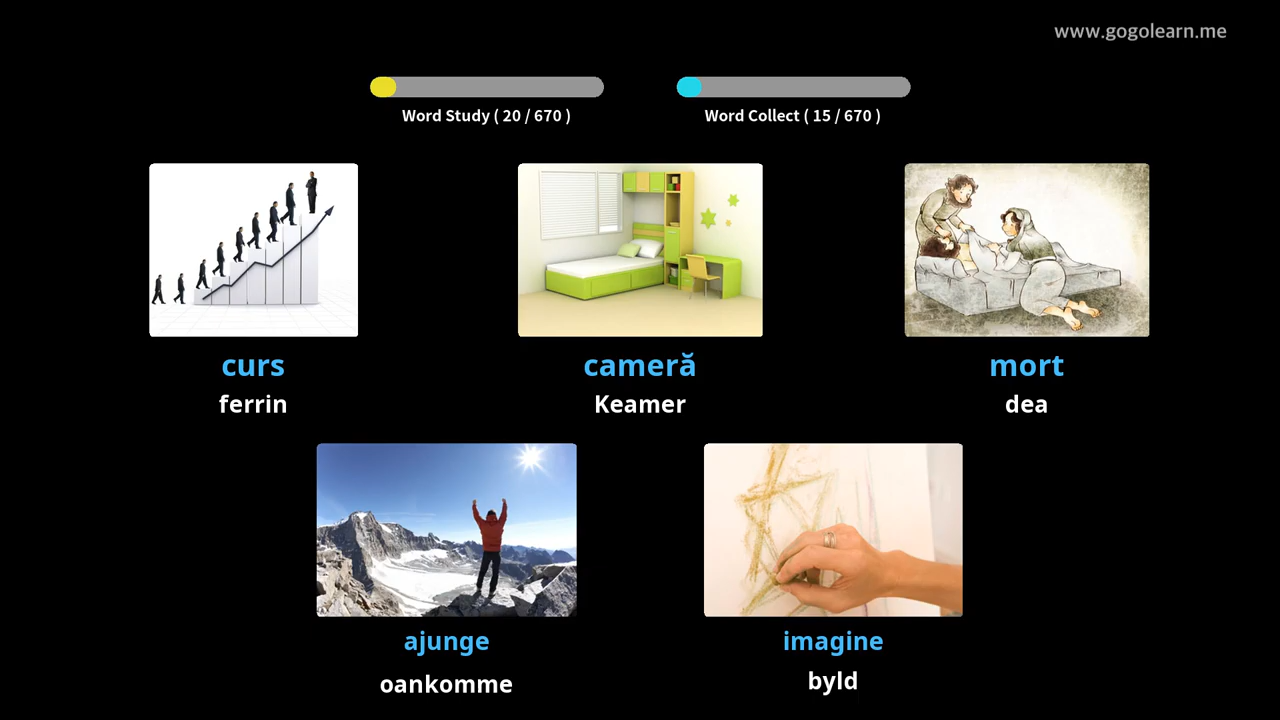 www.gogolearn.me
Word Study ( 20 / 670 )
Word Collect ( 15 / 670 )
curs
cameră
mort
ferrin
Keamer
dea
ajunge
imagine
oankomme
byld